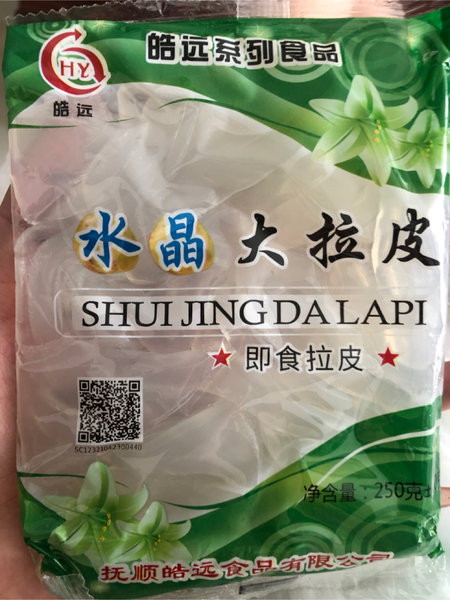 HY
皓远
皓远系列食品
水晶大拉皮
SHUI JING DA LAPI
★即食拉皮★
SC12321042300440
净含量：250克±
抚顺皓远食品有限公司